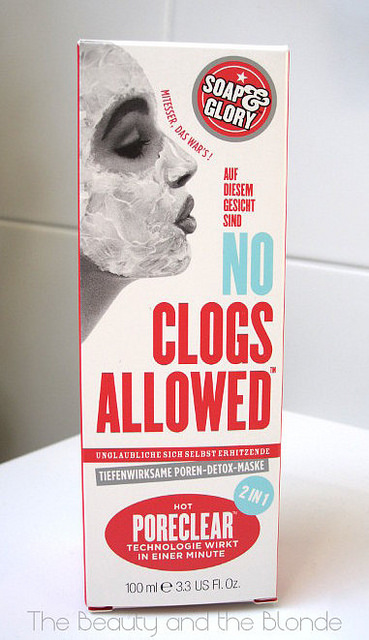 SOAP &
GLORY
MITESSER, DAS WAR'S!
AUF
DIESEM
GESICHT
SIND
NO
CLOGS
ALLOWED™
UNGLAUBLICHE SICH SELBST ERHITZENDE
TIEFENWIRKSAME POREN-DETOX-MASKE
2 IN 1
HOT
PORECLEAR™
TECHNOLOGIE WIRKT
IN EINER MINUTE
100 ml ℮ 3.3 US Fl. Oz.
The Beauty and the Blonde